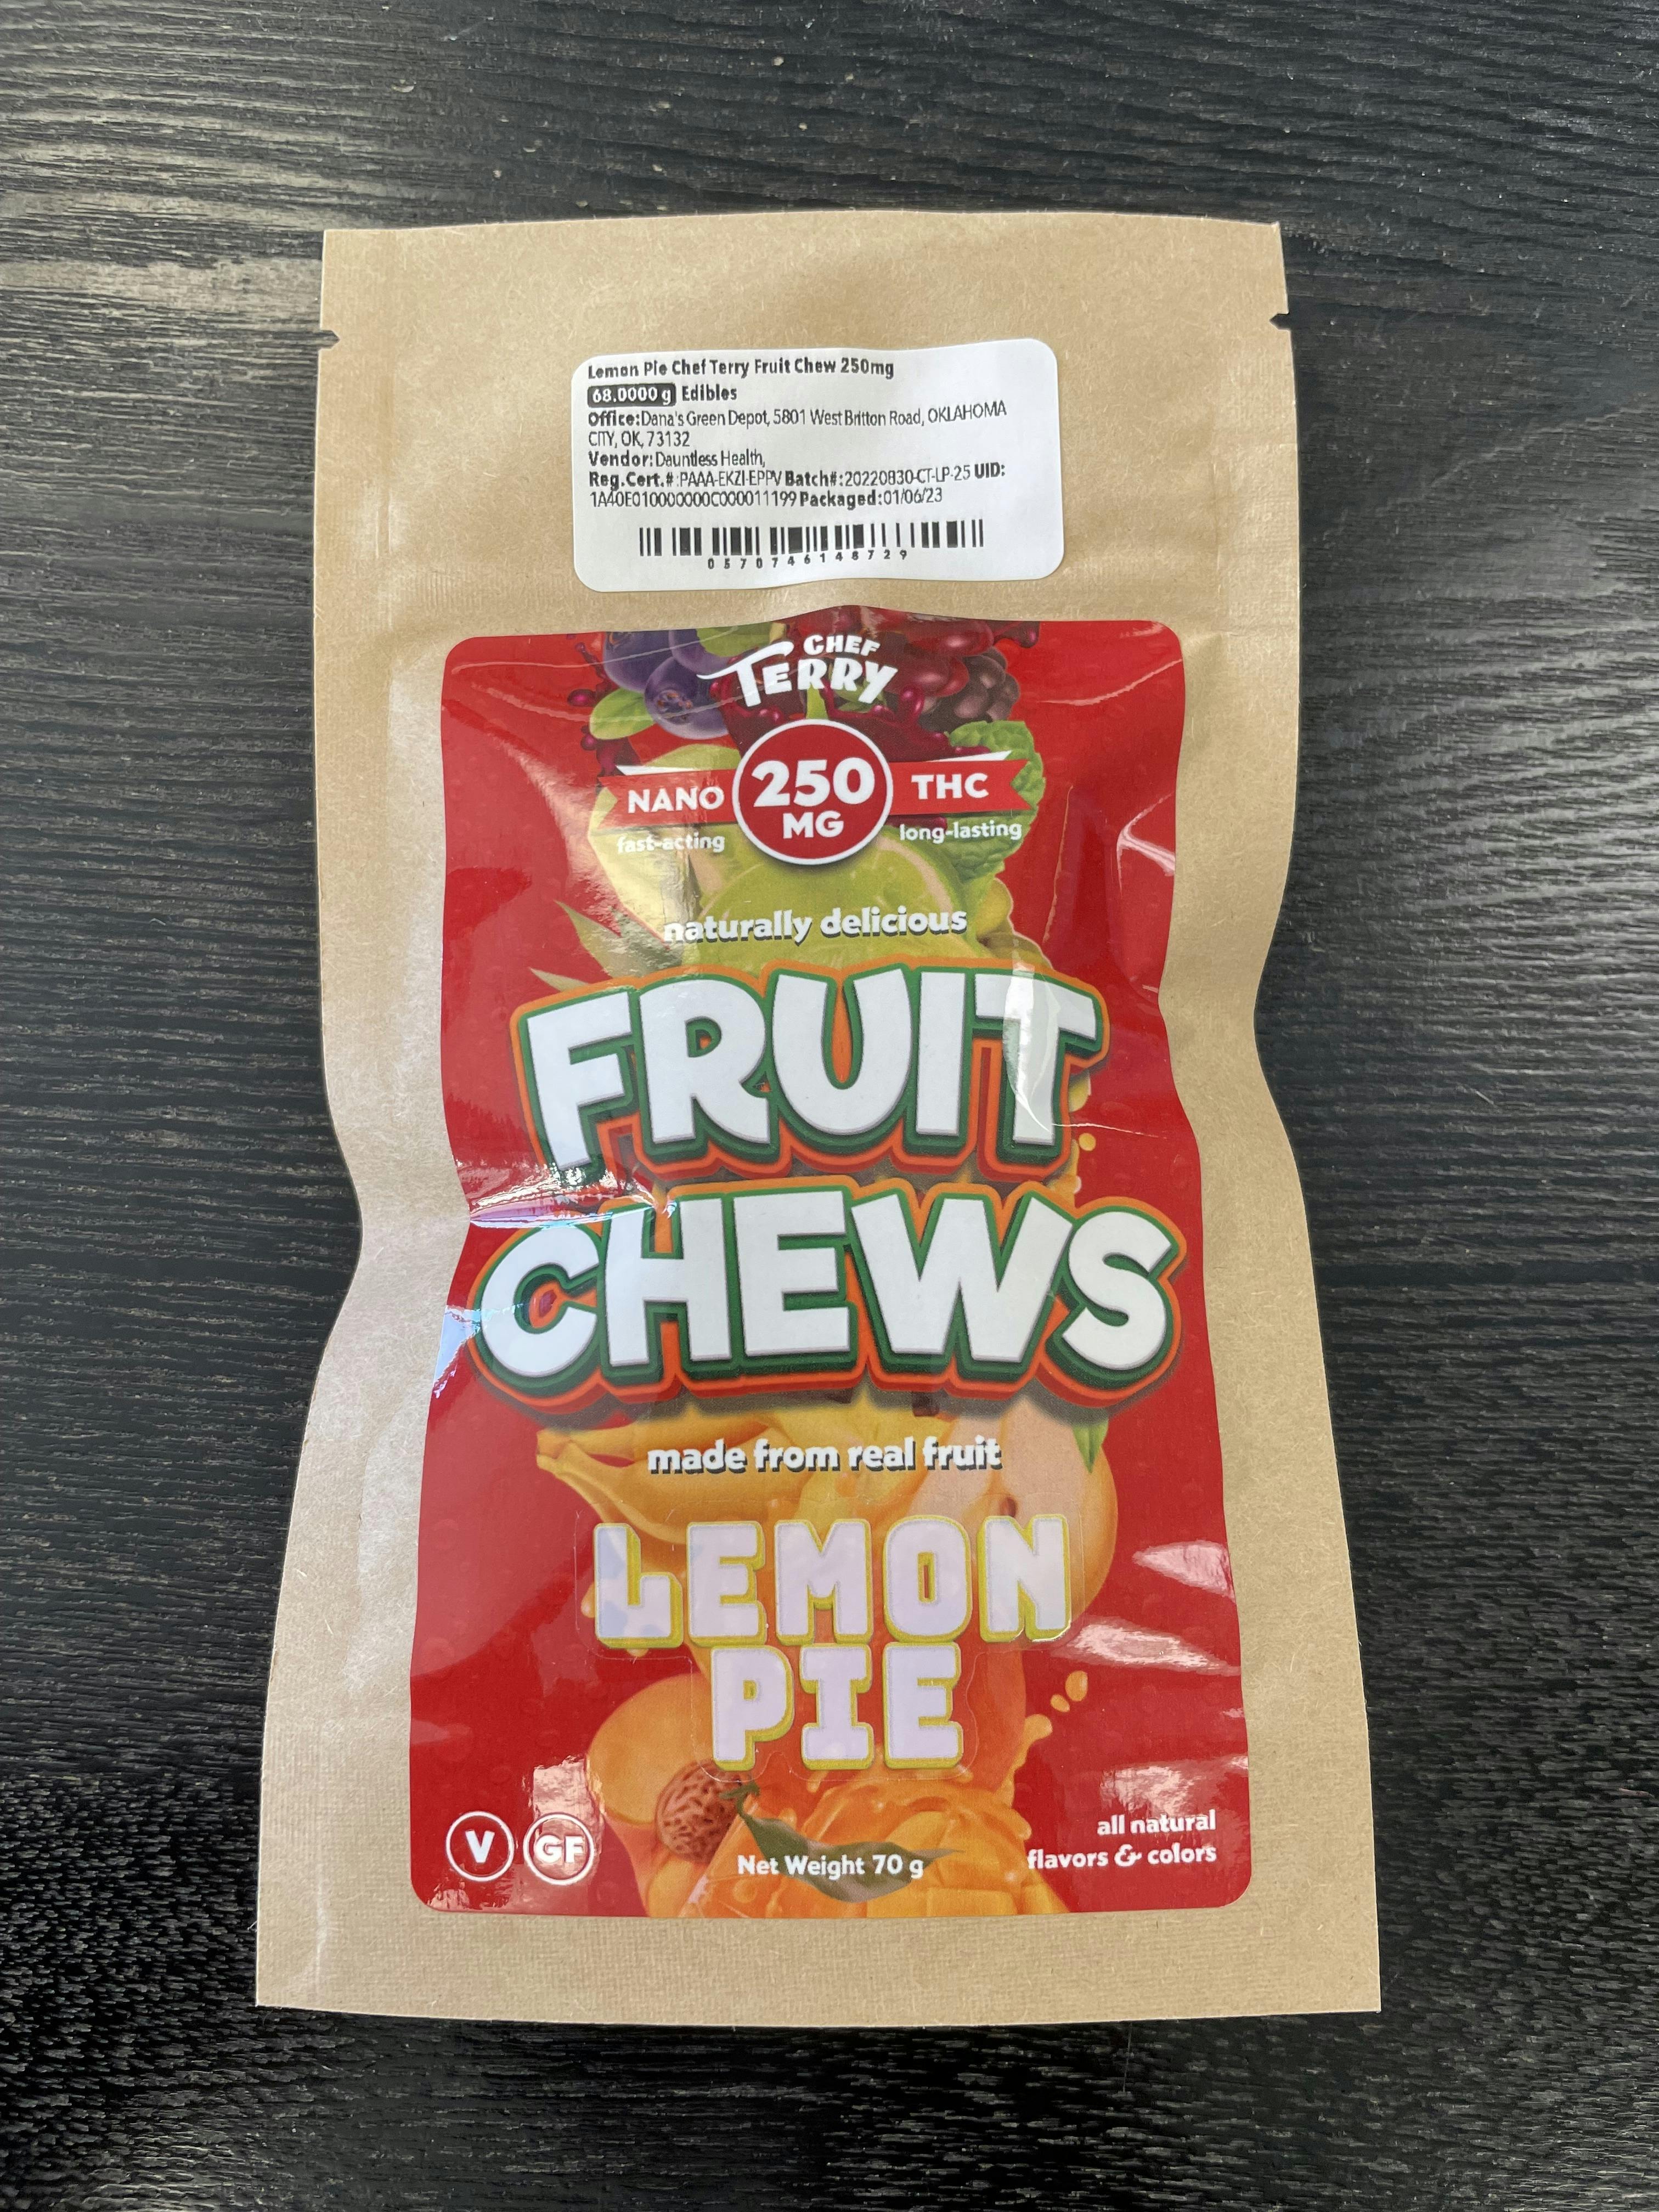 Lemon Pie Chef Terry Fruit Chew 250mg
68.0000 g Edibles
Office:Dana's Green Depot, 5801 West Britton Road, OKLAHOMA
CITY, OK, 73132
Vendor:Dauntless Health,
Reg.Cert.#:PAAA-EKZI-EPPV Batch#:20220830-CT-LP-25 UID:
1A40E010000000C000011199 Packaged:01/06/23
0570746148729
CHEF
TERRY
NANO 250 MG THC
fast-acting long-lasting
naturally delicious
FRUIT
CHEWS
made from real fruit
LEMON
PIE
V GF
all natural
flavors & colors
Net Weight 70 g